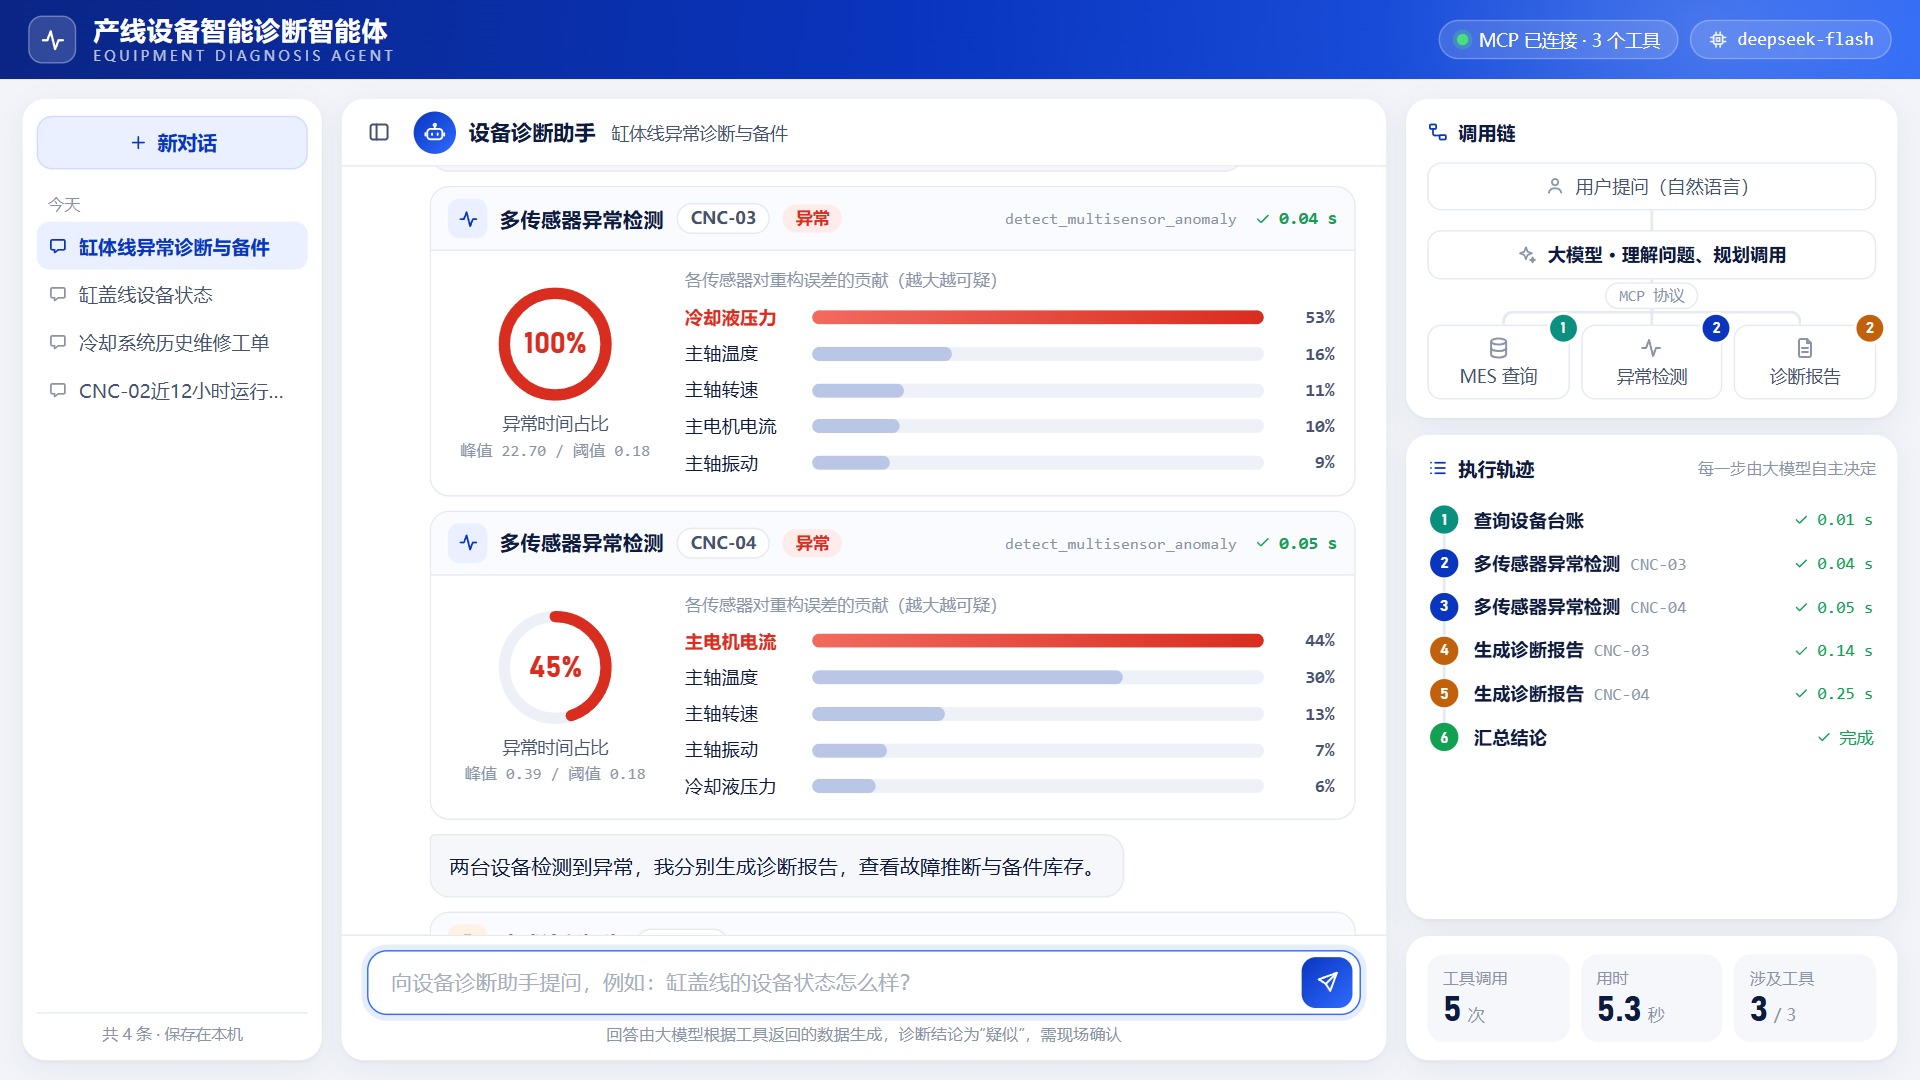 产线设备智能诊断智能体
EQUIPMENT DIAGNOSIS AGENT
MCP 已连接 · 3 个工具
deepseek-flash
新对话
今天
缸体线异常诊断与备件
缸盖线设备状态
冷却系统历史维修工单
CNC-02近12小时运行...
共 4 条 · 保存在本机
设备诊断助手 缸体线异常诊断与备件
多传感器异常检测 CNC-03 异常 detect_multisensor_anomaly 0.04 s
100%
异常时间占比
峰值 22.70 / 阈值 0.18
各传感器对重构误差的贡献（越大越可疑）
冷却液压力 53%
主轴温度 16%
主轴转速 11%
主电机电流 10%
主轴振动 9%
多传感器异常检测 CNC-04 异常 detect_multisensor_anomaly 0.05 s
45%
异常时间占比
峰值 0.39 / 阈值 0.18
各传感器对重构误差的贡献（越大越可疑）
主电机电流 44%
主轴温度 30%
主轴转速 13%
主轴振动 7%
冷却液压力 6%
两台设备检测到异常，我分别生成诊断报告，查看故障推断与备件库存。
向设备诊断助手提问，例如：缸盖线的设备状态怎么样？
回答由大模型根据工具返回的数据生成，诊断结论为“疑似”，需现场确认
调用链
用户提问（自然语言）
大模型 · 理解问题、规划调用
MCP 协议
1
MES 查询
2
异常检测
2
诊断报告
执行轨迹 每一步由大模型自主决定
1 查询设备台账 0.01 s
2 多传感器异常检测 CNC-03 0.04 s
3 多传感器异常检测 CNC-04 0.05 s
4 生成诊断报告 CNC-03 0.14 s
5 生成诊断报告 CNC-04 0.25 s
6 汇总结论 完成
工具调用
5 次
用时
5.3 秒
涉及工具
3 / 3